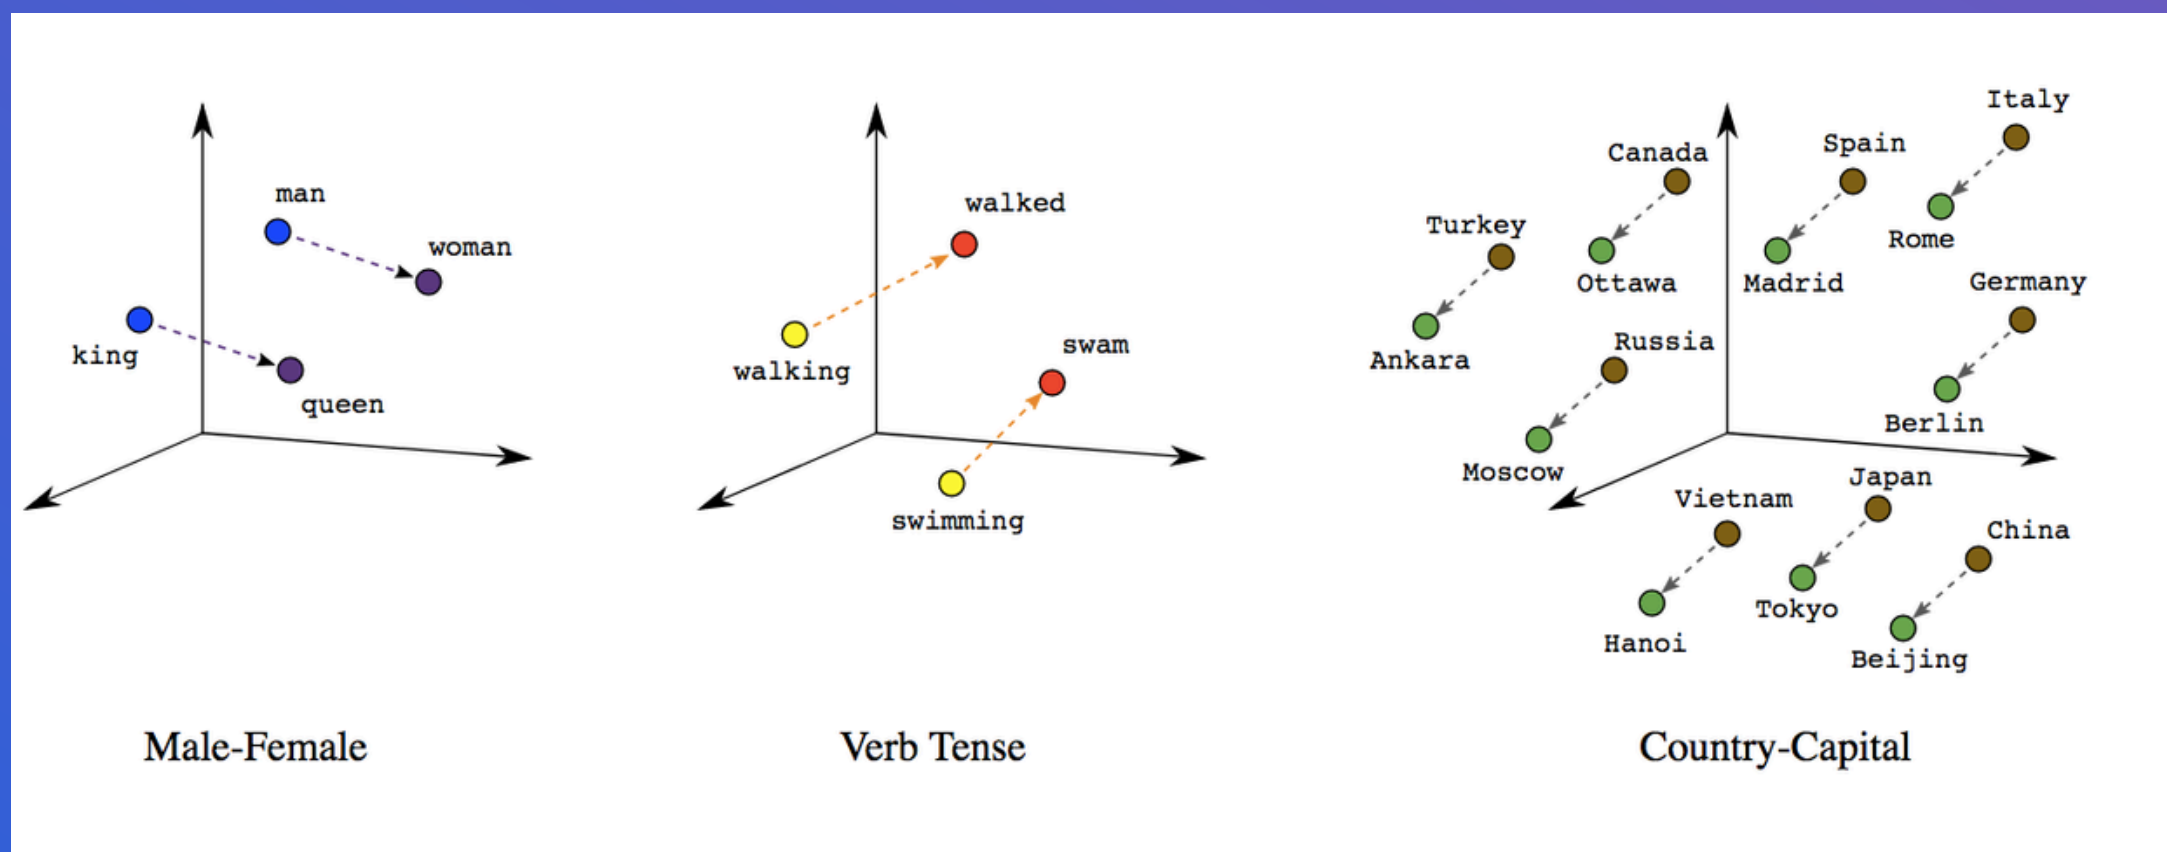 man
woman
king
queen
Male-Female
walked
walking
swam
swimming
Verb Tense
Italy
Canada
Spain
Turkey
Rome
Ottawa
Madrid
Germany
Ankara
Russia
Berlin
Moscow
Japan
Vietnam
China
Tokyo
Hanoi
Beijing
Country-Capital